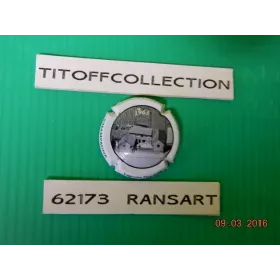 TITOFFCOLLECTION
62173 RANSART
09.03.2016